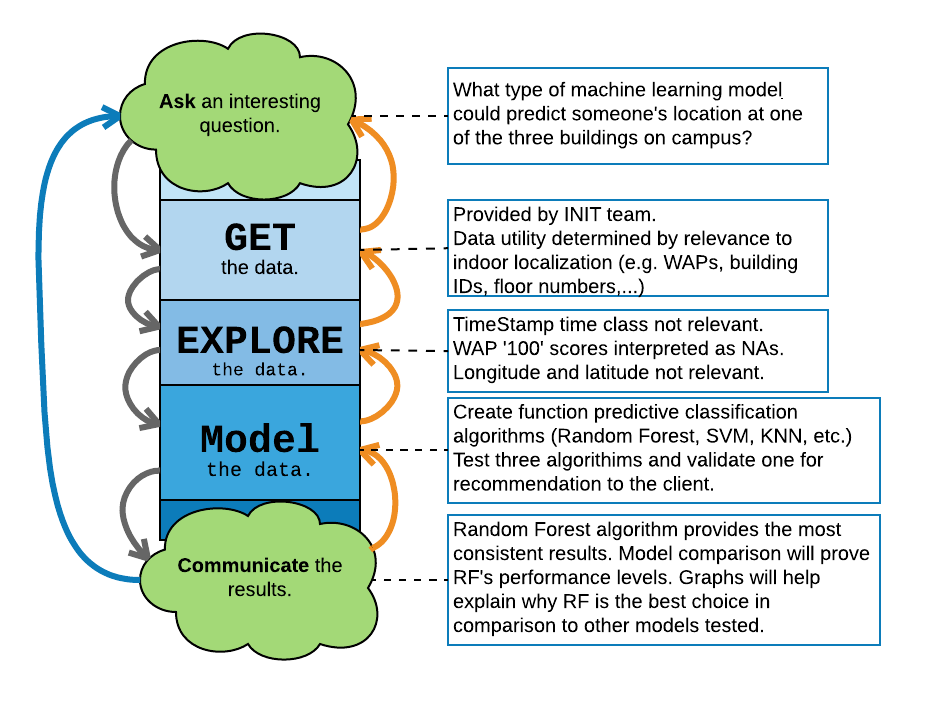 Ask an interesting
question.
What type of machine learning model
could predict someone's location at one
of the three buildings on campus?
GET
the data.
Provided by INIT team.
Data utility determined by relevance to
indoor localization (e.g. WAPs, building
IDs, floor numbers,...)
EXPLORE
the data.
TimeStamp time class not relevant.
WAP '100' scores interpreted as NAs.
Longitude and latitude not relevant.
Model
the data.
Create function predictive classification
algorithms (Random Forest, SVM, KNN, etc.)
Test three algorithims and validate one for
recommendation to the client.
Communicate the
results.
Random Forest algorithm provides the most
consistent results. Model comparison will prove
RF's performance levels. Graphs will help
explain why RF is the best choice in
comparison to other models tested.